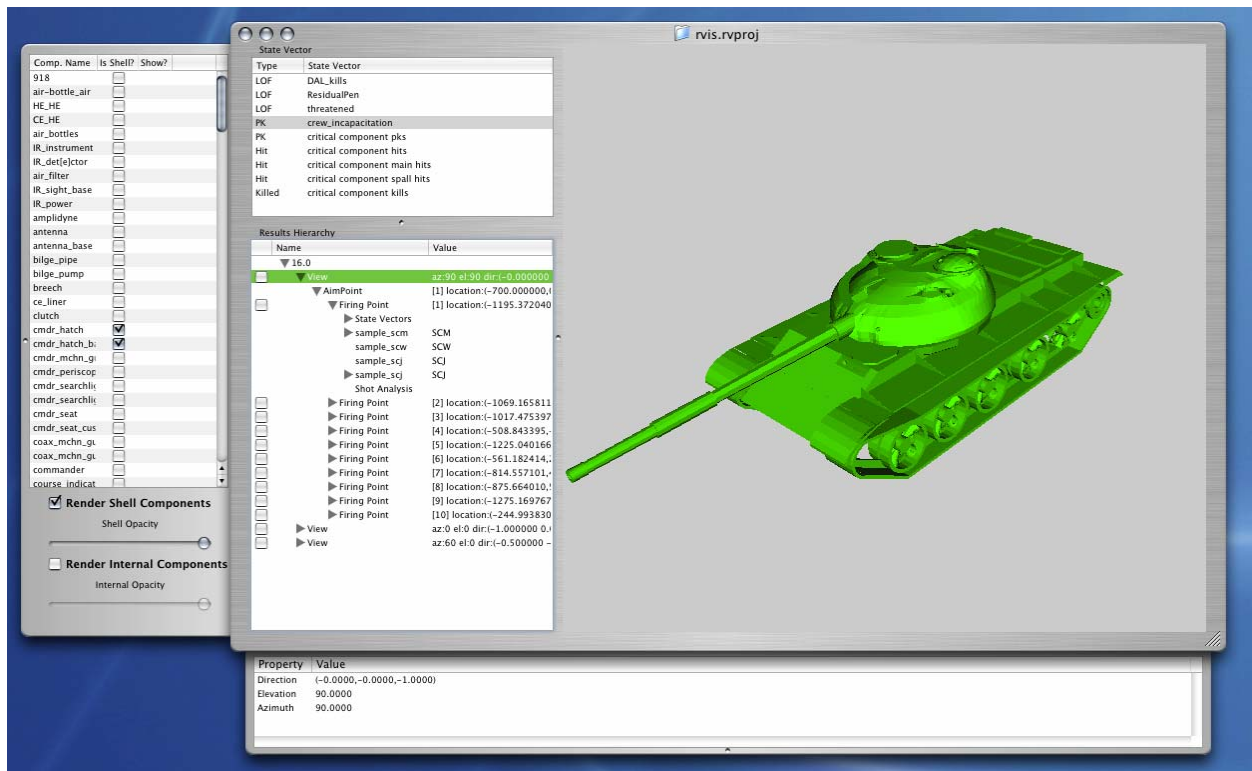 rvis.rvproj
Comp. Name Is Shell? Show?
918
air-bottle_air
HE_HE
CE_HE
air_bottles
IR_instrument
IR_det[e]ctor
air_filter
IR_sight_base
IR_power
amplidyne
antenna
antenna_base
bilge_pipe
bilge_pump
breech
ce_liner
clutch
cmdr_hatch
cmdr_hatch_b
cmdr_mchn_g
cmdr_periscop
cmdr_searchlig
cmdr_searchlig
cmdr_seat
cmdr_seat_cus
coax_mchn_gu
coax_mchn_gu
commander
course_indicat
Render Shell Components
Shell Opacity
Render Internal Components
Internal Opacity
State Vector
Type State Vector
LOF DAL_kills
LOF ResidualPen
LOF threatened
PK crew_incapacitation
PK critical component pks
Hit critical component hits
Hit critical component main hits
Hit critical component spall hits
Killed critical component kills
Results Hierarchy
Name Value
16.0
View az:90 el:90 dir:(-0.000000
AimPoint [1] location:(-700.000000,(
Firing Point [1] location:(-1195.372040
State Vectors
sample_scm SCM
sample_scw SCW
sample_scj SCJ
sample_scj SCJ
Shot Analysis
Firing Point [2] location:(-1069.165811
Firing Point [3] location:(-1017.475397
Firing Point [4] location:(-508.843395,-
Firing Point [5] location:(-1225.040166
Firing Point [6] location:(-561.182414,
Firing Point [7] location:(-814.557101,
Firing Point [8] location:(-875.664010,
Firing Point [9] location:(-1275.169767
Firing Point [10] location:(-244.993830
View az:0 el:0 dir:(-1.000000 0.
View az:60 el:0 dir:(-0.500000 -
Property Value
Direction (-0.0000,-0.0000,-1.0000)
Elevation 90.0000
Azimuth 90.0000